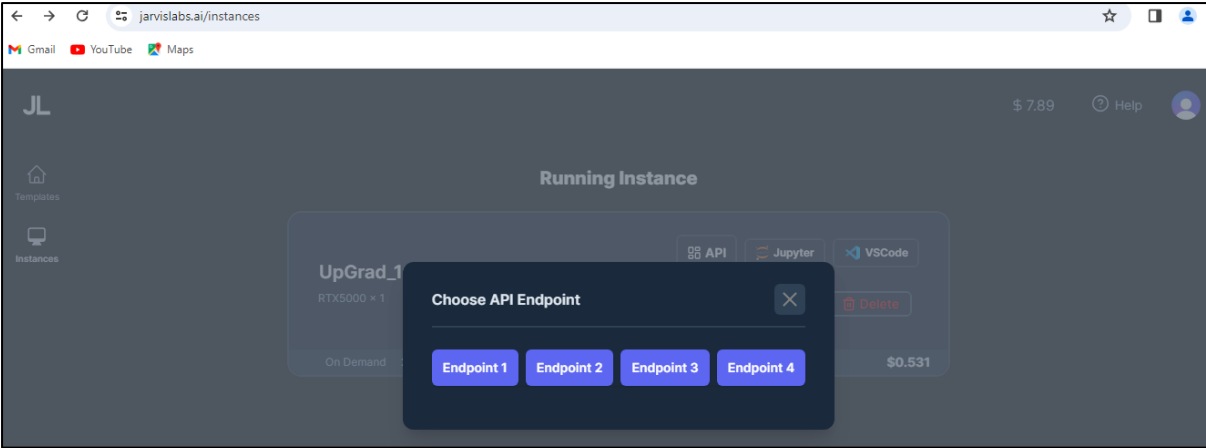 jarvislabs.ai/instances
Gmail YouTube Maps
JL
$ 7.89 Help
Templates
Instances
Running Instance
API Jupyter VSCode
UpGrad_1
RTX5000 × 1
Delete
On Demand
$0.531
Choose API Endpoint
Endpoint 1 Endpoint 2 Endpoint 3 Endpoint 4